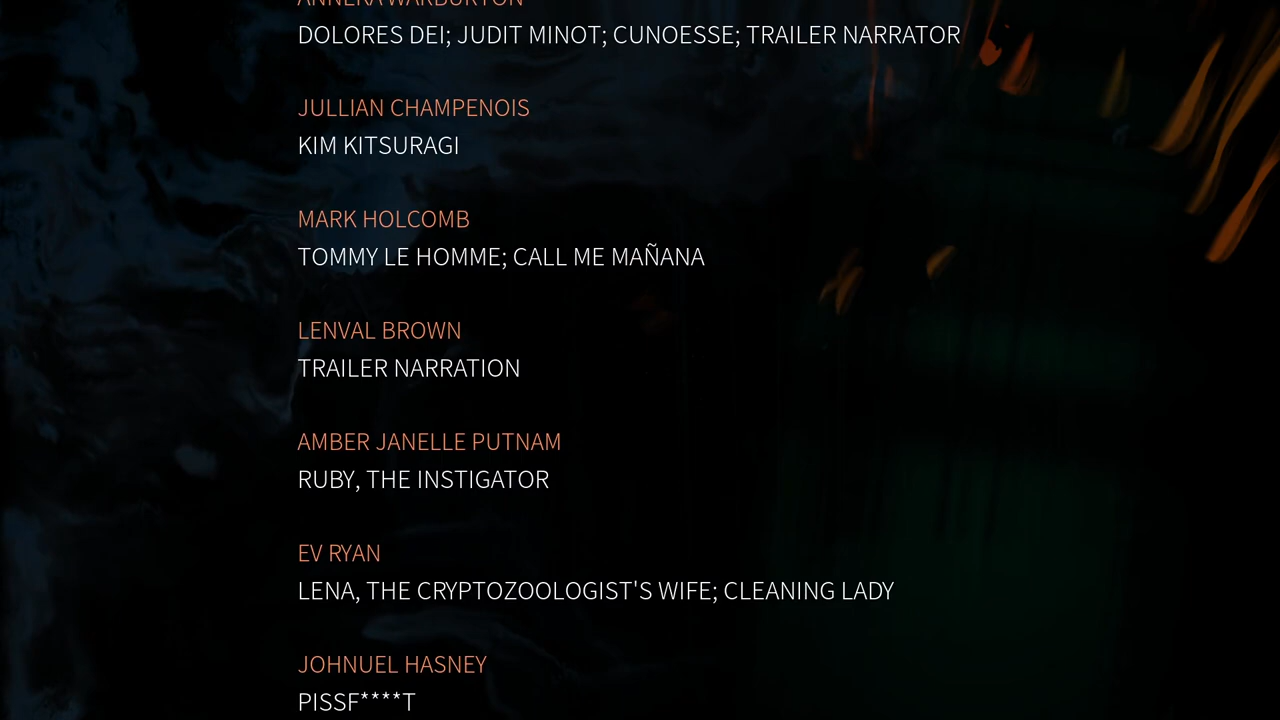 ANNEKA WARBURTON
DOLORES DEI; JUDIT MINOT; CUNOESSE; TRAILER NARRATOR
JULLIAN CHAMPENOIS
KIM KITSURAGI
MARK HOLCOMB
TOMMY LE HOMME; CALL ME MAÑANA
LENVAL BROWN
TRAILER NARRATION
AMBER JANELLE PUTNAM
RUBY, THE INSTIGATOR
EV RYAN
LENA, THE CRYPTOZOOLOGIST'S WIFE; CLEANING LADY
JOHNUEL HASNEY
PISSF****T